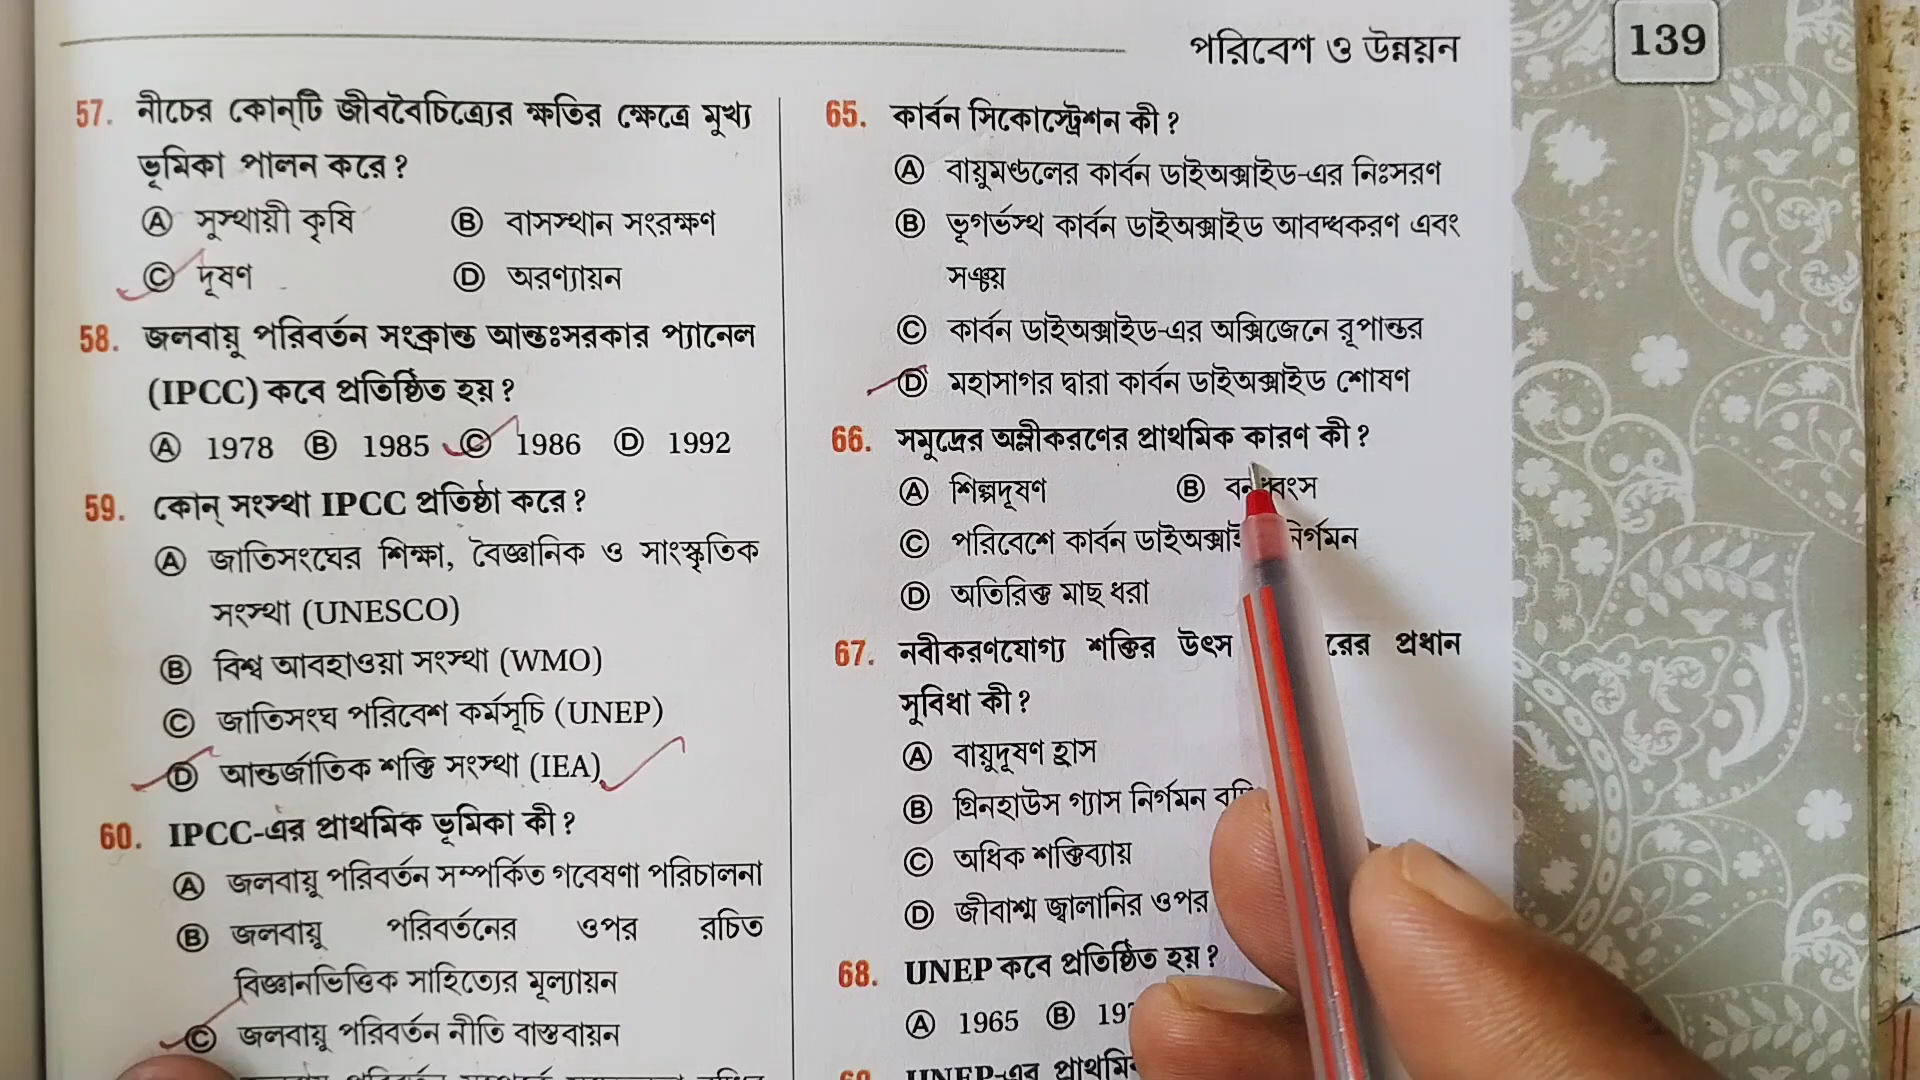 পরিবেশ ও উন্নয়ন
139
57. নীচের কোন্‌টি জীববৈচিত্র্যের ক্ষতির ক্ষেত্রে মুখ্য
ভূমিকা পালন করে?
Ⓐ সুস্থায়ী কৃষি Ⓑ বাসস্থান সংরক্ষণ
Ⓒ দূষণ Ⓓ অরণ্যায়ন
58. জলবায়ু পরিবর্তন সংক্রান্ত আন্তঃসরকার প্যানেল
(IPCC) কবে প্রতিষ্ঠিত হয়?
Ⓐ 1978 Ⓑ 1985 Ⓒ 1986 Ⓓ 1992
59. কোন্ সংস্থা IPCC প্রতিষ্ঠা করে?
Ⓐ জাতিসংঘের শিক্ষা, বৈজ্ঞানিক ও সাংস্কৃতিক
সংস্থা (UNESCO)
Ⓑ বিশ্ব আবহাওয়া সংস্থা (WMO)
Ⓒ জাতিসংঘ পরিবেশ কর্মসূচি (UNEP)
Ⓓ আন্তর্জাতিক শক্তি সংস্থা (IEA)
60. IPCC-এর প্রাথমিক ভূমিকা কী?
Ⓐ জলবায়ু পরিবর্তন সম্পর্কিত গবেষণা পরিচালনা
Ⓑ জলবায়ু পরিবর্তনের ওপর রচিত
বিজ্ঞানভিত্তিক সাহিত্যের মূল্যায়ন
Ⓒ জলবায়ু পরিবর্তন নীতি বাস্তবায়ন
65. কার্বন সিকোস্ট্রেশন কী?
Ⓐ বায়ুমণ্ডলের কার্বন ডাইঅক্সাইড-এর নিঃসরণ
Ⓑ ভূগর্ভস্থ কার্বন ডাইঅক্সাইড আবদ্ধকরণ এবং
সঞ্চয়
Ⓒ কার্বন ডাইঅক্সাইড-এর অক্সিজেনে রূপান্তর
Ⓓ মহাসাগর দ্বারা কার্বন ডাইঅক্সাইড শোষণ
66. সমুদ্রের অম্লীকরণের প্রাথমিক কারণ কী?
Ⓐ শিল্পদূষণ Ⓑ
Ⓒ পরিবেশে কার্বন নির্গমন
Ⓓ অতিরিক্ত মাছ ধরা
67. নবীকরণযোগ্য শক্তির উৎস প্রধান
সুবিধা কী?
Ⓐ বায়ুদূষণ হ্রাস
Ⓑ গ্রিনহাউস গ্যাস নির্গমন
Ⓒ অধিক শক্তিব্যয়
Ⓓ জীবাশ্ম জ্বালানির ওপর
68. UNEP কবে প্রতিষ্ঠিত হয়?
Ⓐ 1965 Ⓑ
UNEP-এর